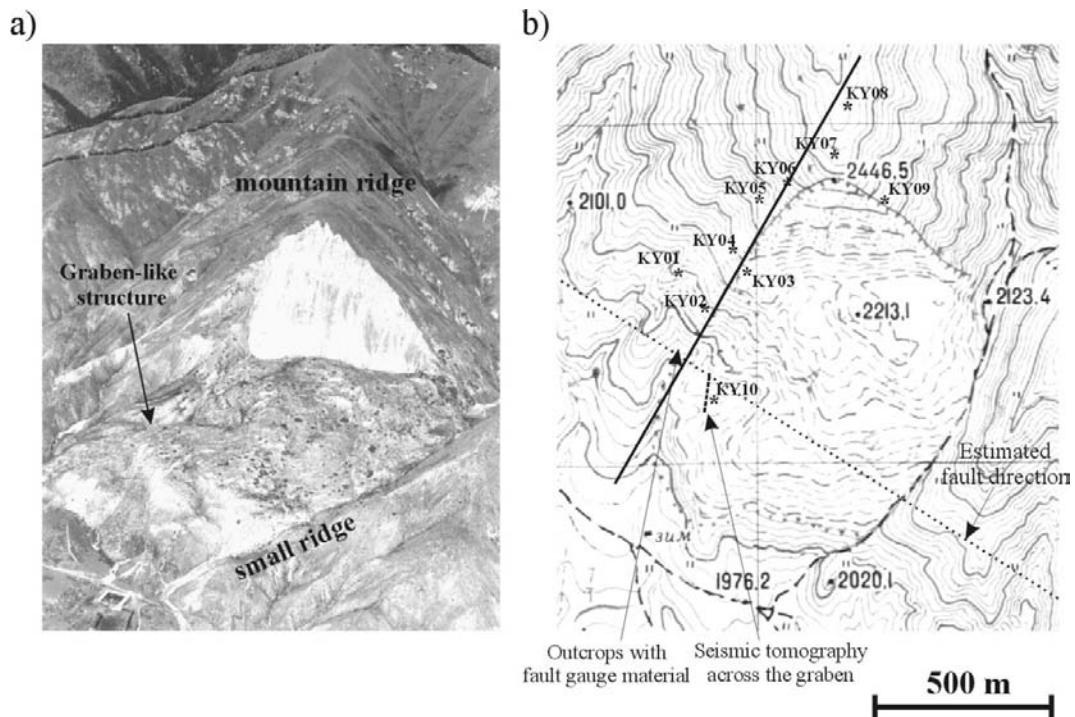 a)
mountain ridge
Graben-like
structure
small ridge
b)
KY08
KY07
KY06
2446,5
KY05
KY09
2101,0
KY04
KY01
KY03
KY02
2123,4
2213,1
KY10
Estimated
fault direction
зим
1976,2
2020,1
Outcrops with
fault gauge material
Seismic tomography
across the graben
500 m